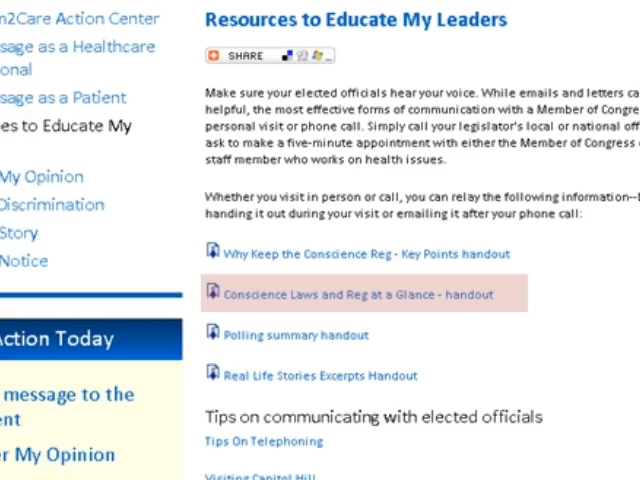 m2Care Action Center
sage as a Healthcare
onal
sage as a Patient
es to Educate My
My Opinion
Discrimination
Story
Notice
Action Today
message to the
ent
er My Opinion
Resources to Educate My Leaders
SHARE
Make sure your elected officials hear your voice. While emails and letters ca
helpful, the most effective forms of communication with a Member of Congre
personal visit or phone call. Simply call your legislator's local or national off
ask to make a five-minute appointment with either the Member of Congress
staff member who works on health issues.
Whether you visit in person or call, you can relay the following information--
handing it out during your visit or emailing it after your phone call:
Why Keep the Conscience Reg - Key Points handout
Conscience Laws and Reg at a Glance - handout
Polling summary handout
Real Life Stories Excerpts Handout
Tips on communicating with elected officials
Tips On Telephoning
Visiting Capitol Hill